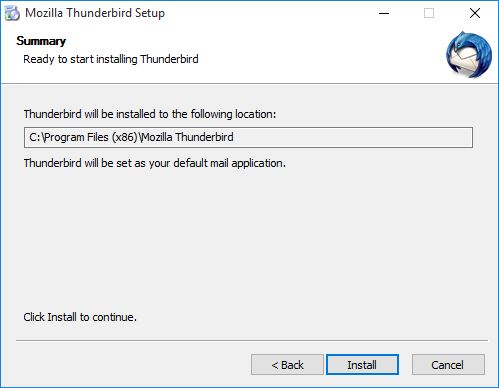 Mozilla Thunderbird Setup
Summary
Ready to start installing Thunderbird
Thunderbird will be installed to the following location:
C:\Program Files (x86)\Mozilla Thunderbird
Thunderbird will be set as your default mail application.
Click Install to continue.
< Back Install Cancel